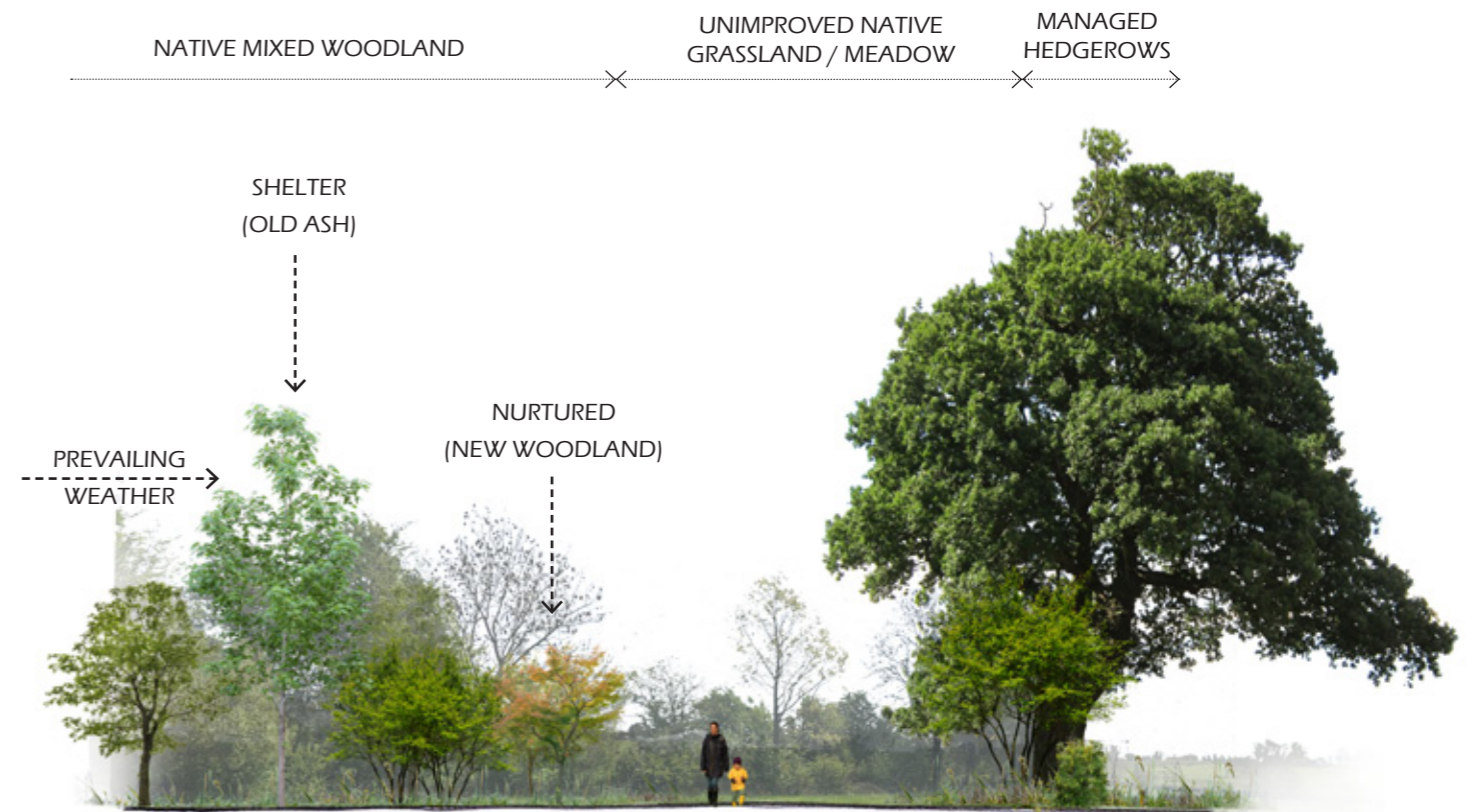 NATIVE MIXED WOODLAND
UNIMPROVED NATIVE
GRASSLAND / MEADOW
MANAGED
HEDGEROWS
SHELTER
(OLD ASH)
NURTURED
(NEW WOODLAND)
PREVAILING
WEATHER